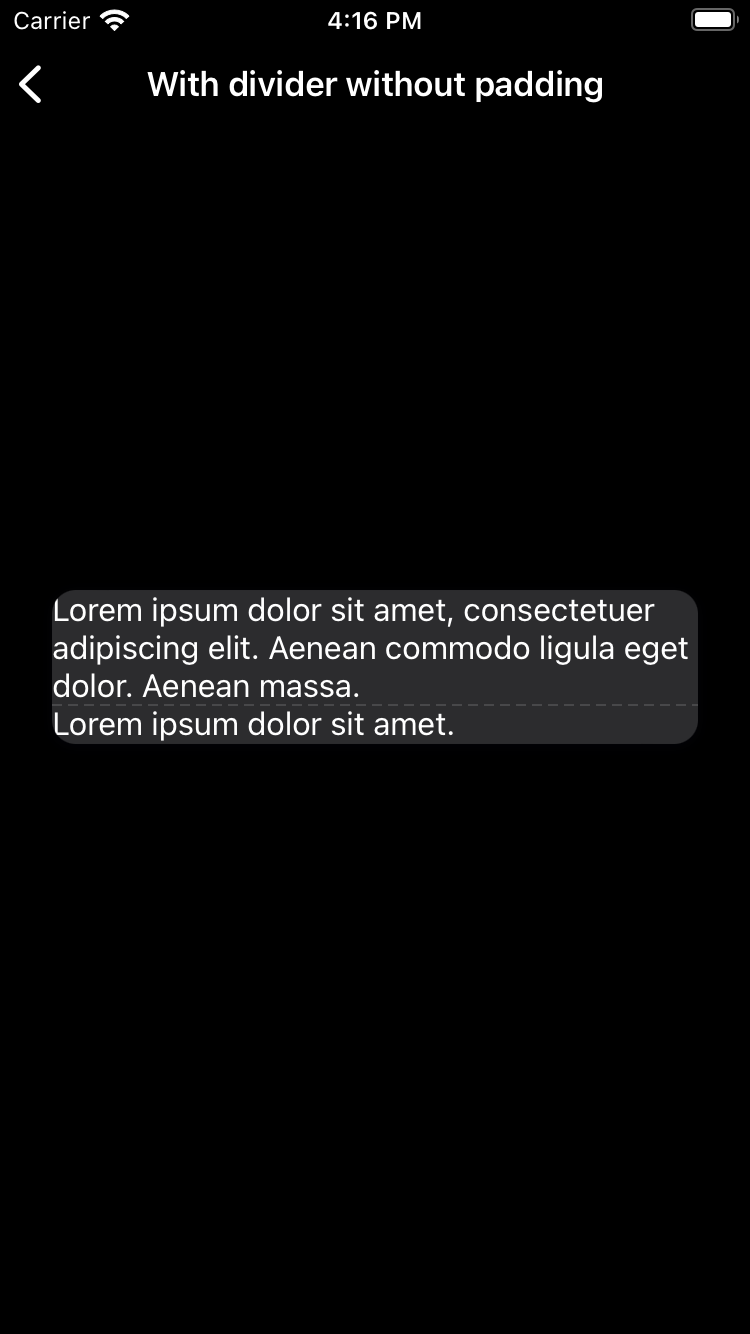 Carrier 4:16 PM
With divider without padding
Lorem ipsum dolor sit amet, consectetuer
adipiscing elit. Aenean commodo ligula eget
dolor. Aenean massa.
Lorem ipsum dolor sit amet.